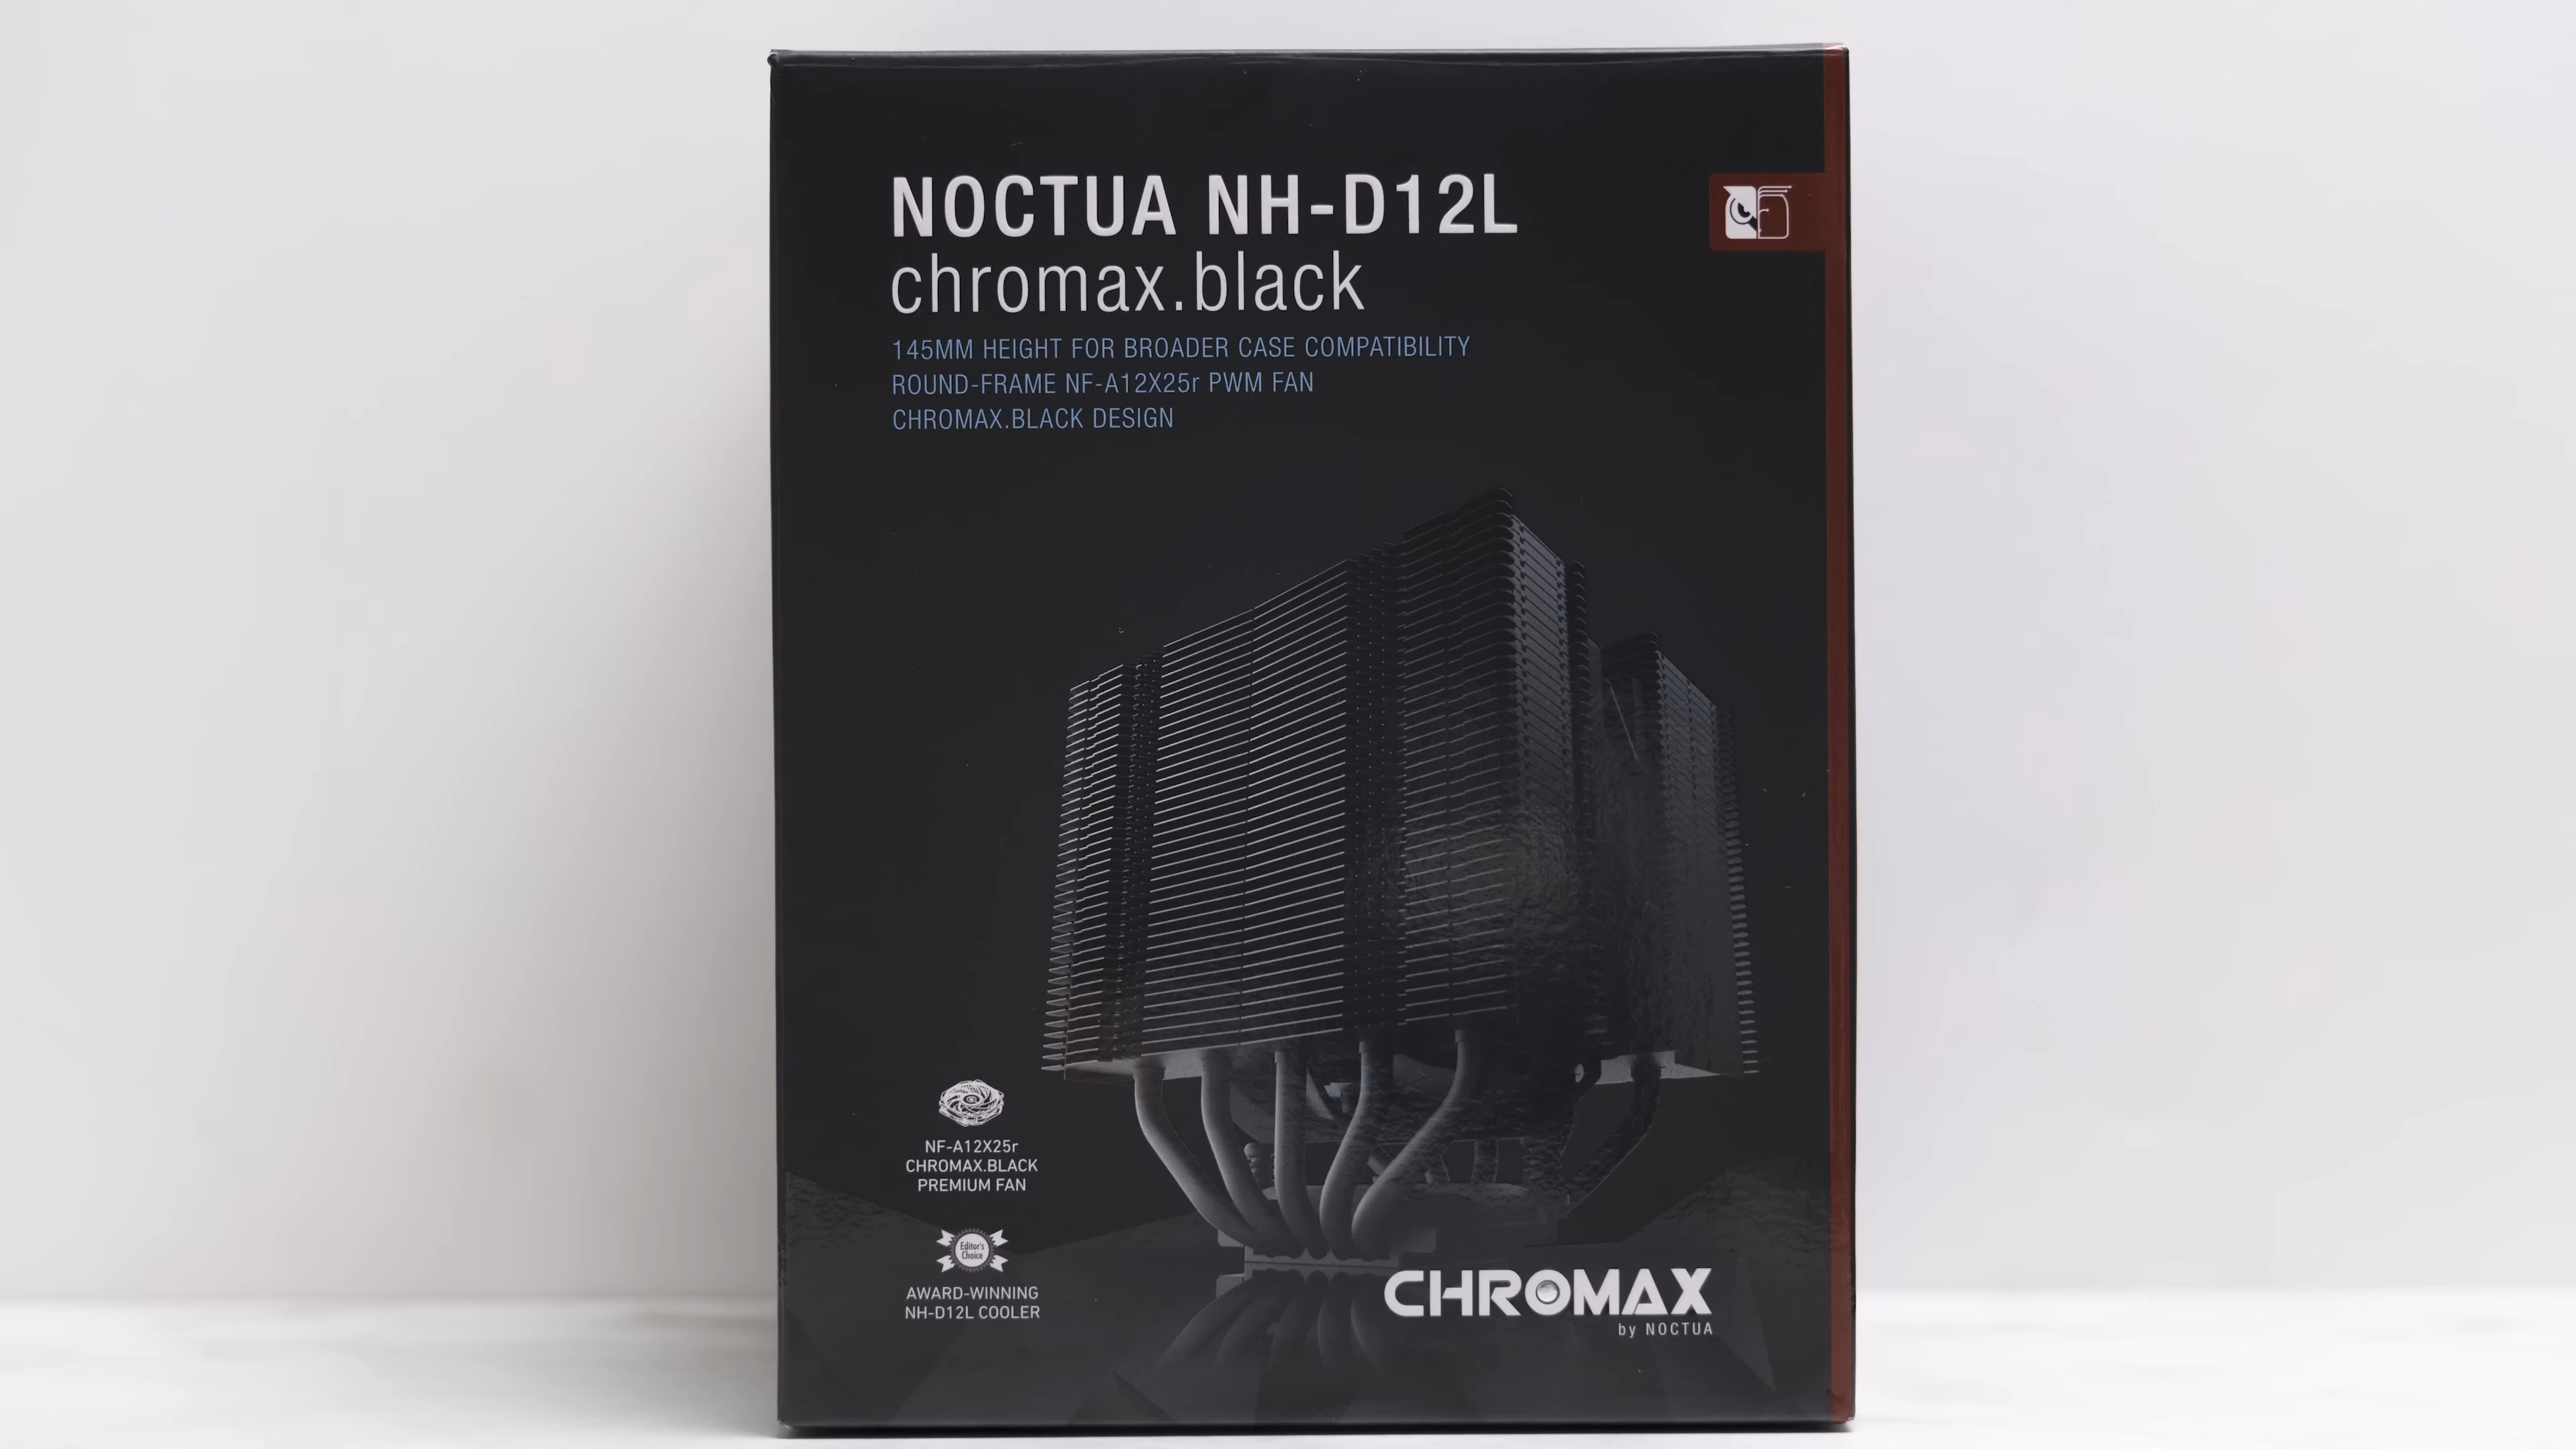 NOCTUA NH-D12L
chromax.black
145MM HEIGHT FOR BROADER CASE COMPATIBILITY
ROUND-FRAME NF-A12X25r PWM FAN
CHROMAX.BLACK DESIGN
NF-A12X25r
CHROMAX.BLACK
PREMIUM FAN
Editor's
Choice
AWARD-WINNING
NH-D12L COOLER
CHROMAX
by NOCTUA